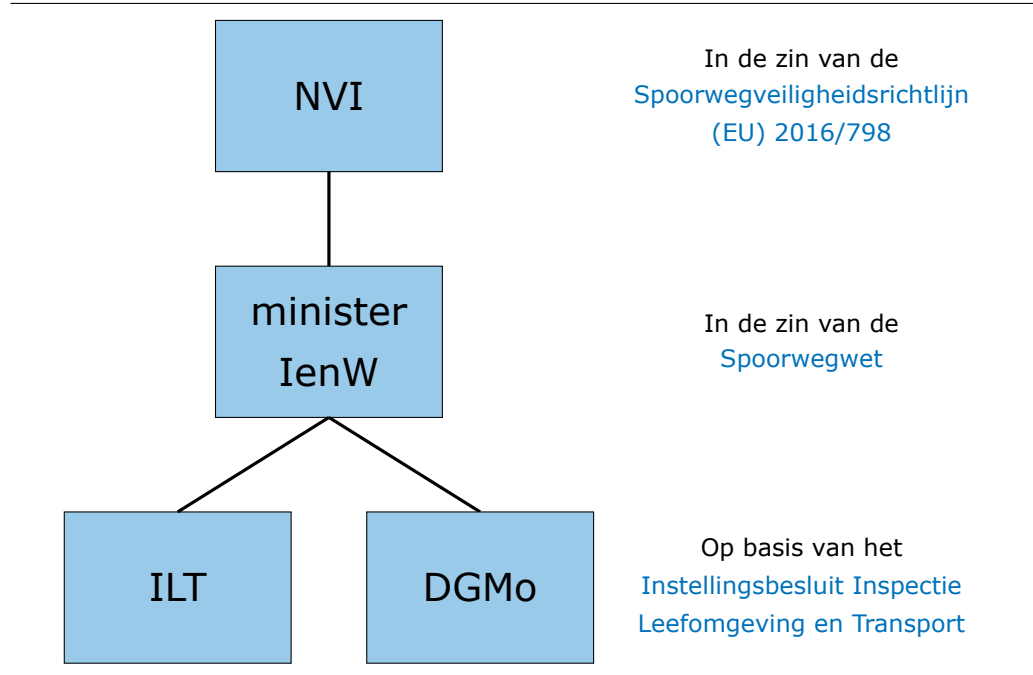 NVI
In de zin van de
Spoorwegveiligheidsrichtlijn
(EU) 2016/798
minister
IenW
In de zin van de
Spoorwegwet
ILT
DGMo
Op basis van het
Instellingsbesluit Inspectie
Leefomgeving en Transport